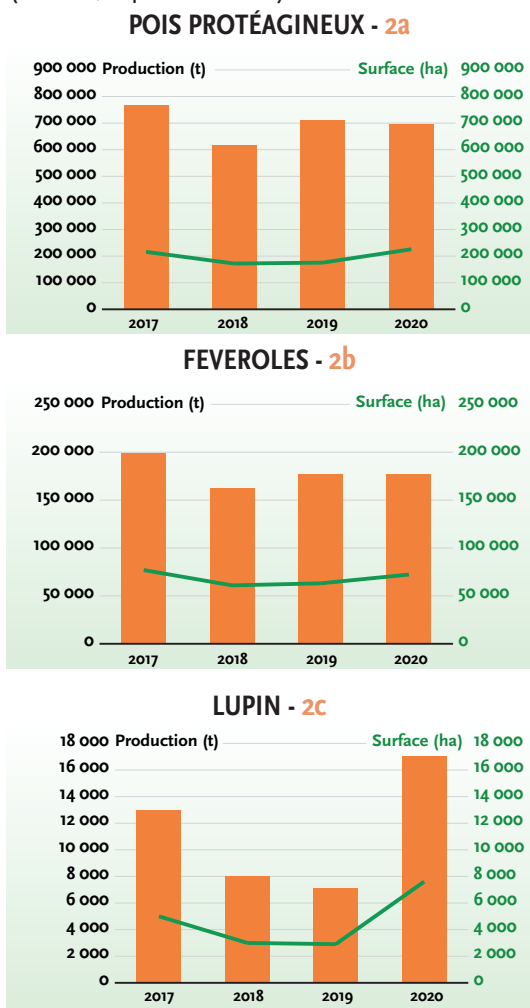 POIS PROTÉAGINEUX - 2a
900 000 Production (t) Surface (ha) 900 000
800 000 800 000
700 000 700 000
600 000 600 000
500 000 500 000
400 000 400 000
300 000 300 000
200 000 200 000
100 000 100 000
0 0
2017 2018 2019 2020
FEVEROLES - 2b
250 000 Production (t) Surface (ha) 250 000
200 000 200 000
150 000 150 000
100 000 100 000
50 000 50 000
0 0
2017 2018 2019 2020
LUPIN - 2c
18 000 Production (t) Surface (ha) 18 000
16 000 16 000
14 000 14 000
12 000 12 000
10 000 10 000
8 000 8 000
6 000 6 000
4 000 4 000
2 000 2 000
0 0
2017 2018 2019 2020